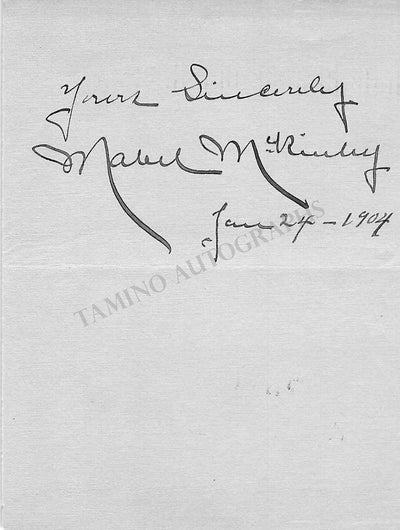 Yours Sincerely
Mabel McKinley
Jan 24 - 1904
TAMINO AUTOGRAPHS